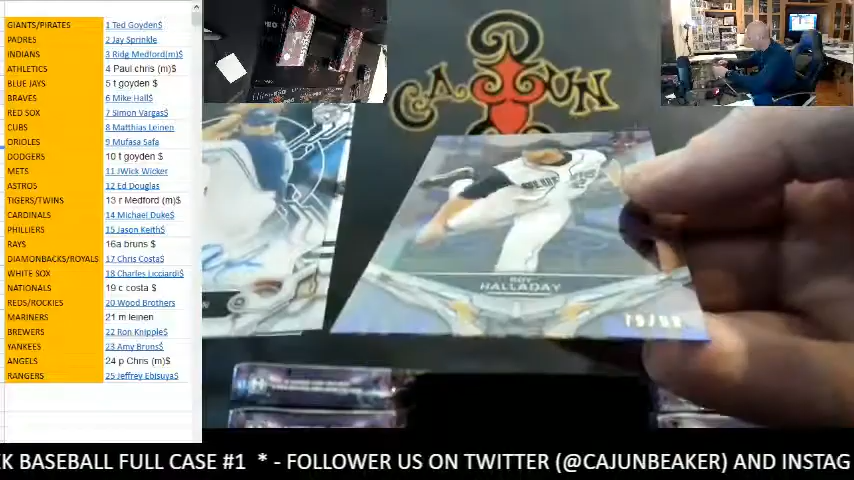 GIANTS/PIRATES 1 Ted Goyden$
PADRES 2 Jay Sprinkle
INDIANS 3 Ridg Medford(m)$
ATHLETICS 4 Paul chris (m)$
BLUE JAYS 5 t goyden $
BRAVES 6 Mike Hall$
RED SOX 7 Simon Vargas$
CUBS 8 Matthias Leinen
ORIOLES 9 Mufasa Safa
DODGERS 10 t goyden $
METS 11 JWick Wicker
ASTROS 12 Ed Douglas
TIGERS/TWINS 13 r Medford (m)$
CARDINALS 14 Michael Duke$
PHILLIERS 15 Jason Keith$
RAYS 16a bruns $
DIAMONBACKS/ROYALS 17 Chris Costa$
WHITE SOX 18 Charles Licciardi$
NATIONALS 19 c costa $
REDS/ROCKIES 20 Wood Brothers
MARINERS 21 m leinen
BREWERS 22 Ron Knipple$
YANKEES 23 Amy Bruns$
ANGELS 24 p Chris (m)$
RANGERS 25 Jeffrey Ebisuya$
CAJUN
ROY
HALLADAY
K BASEBALL FULL CASE #1 * - FOLLOWER US ON TWITTER (@CAJUNBEAKER) AND INSTAG